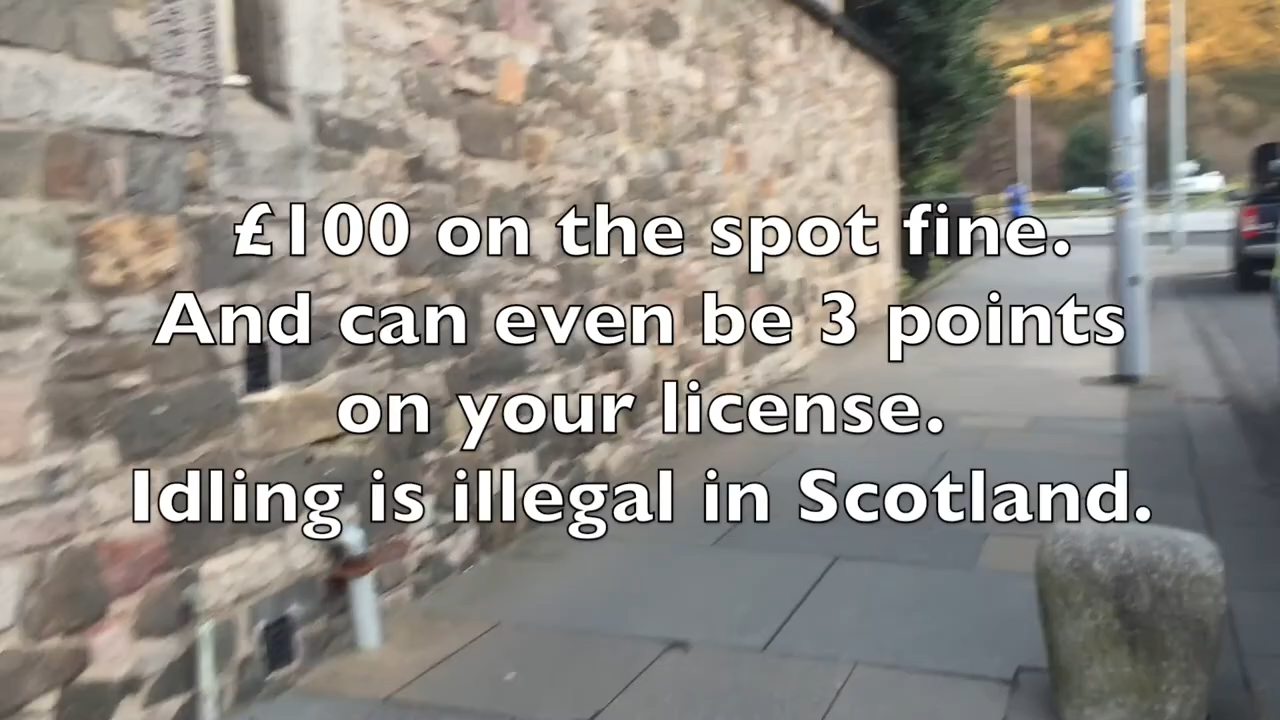 £100 on the spot fine.
And can even be 3 points
on your license.
Idling is illegal in Scotland.